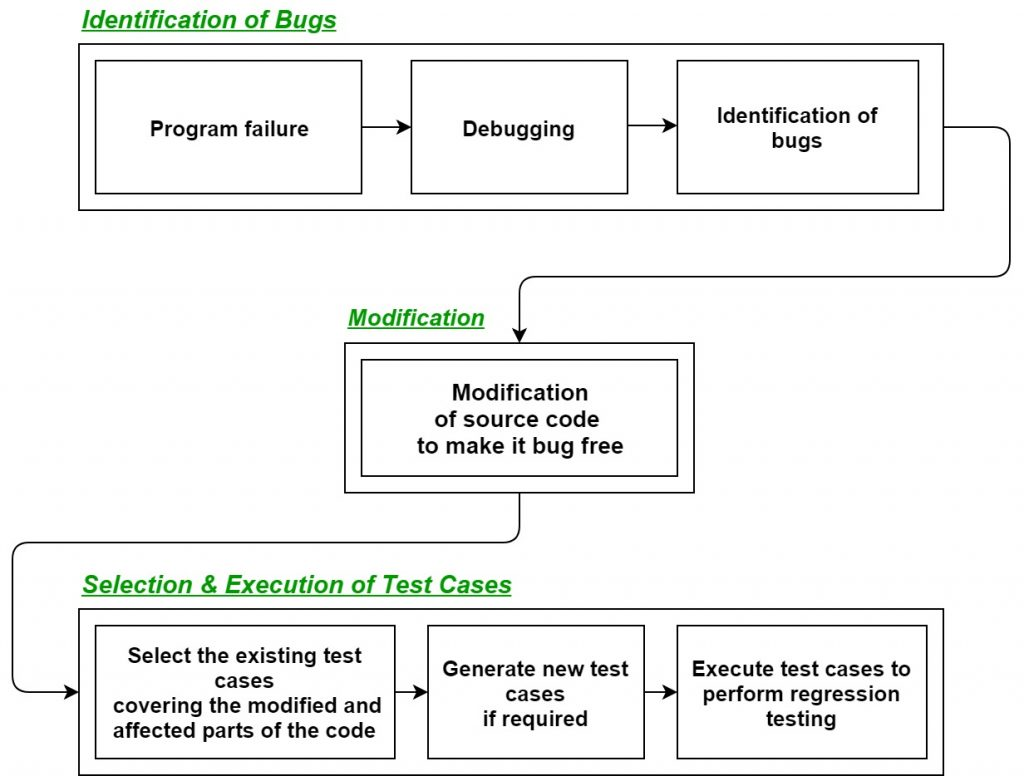 Identification of Bugs
Program failure
Debugging
Identification of
bugs
Modification
Modification
of source code
to make it bug free
Selection & Execution of Test Cases
Select the existing test
cases
covering the modified and
affected parts of the code
Generate new test
cases
if required
Execute test cases to
perform regression
testing